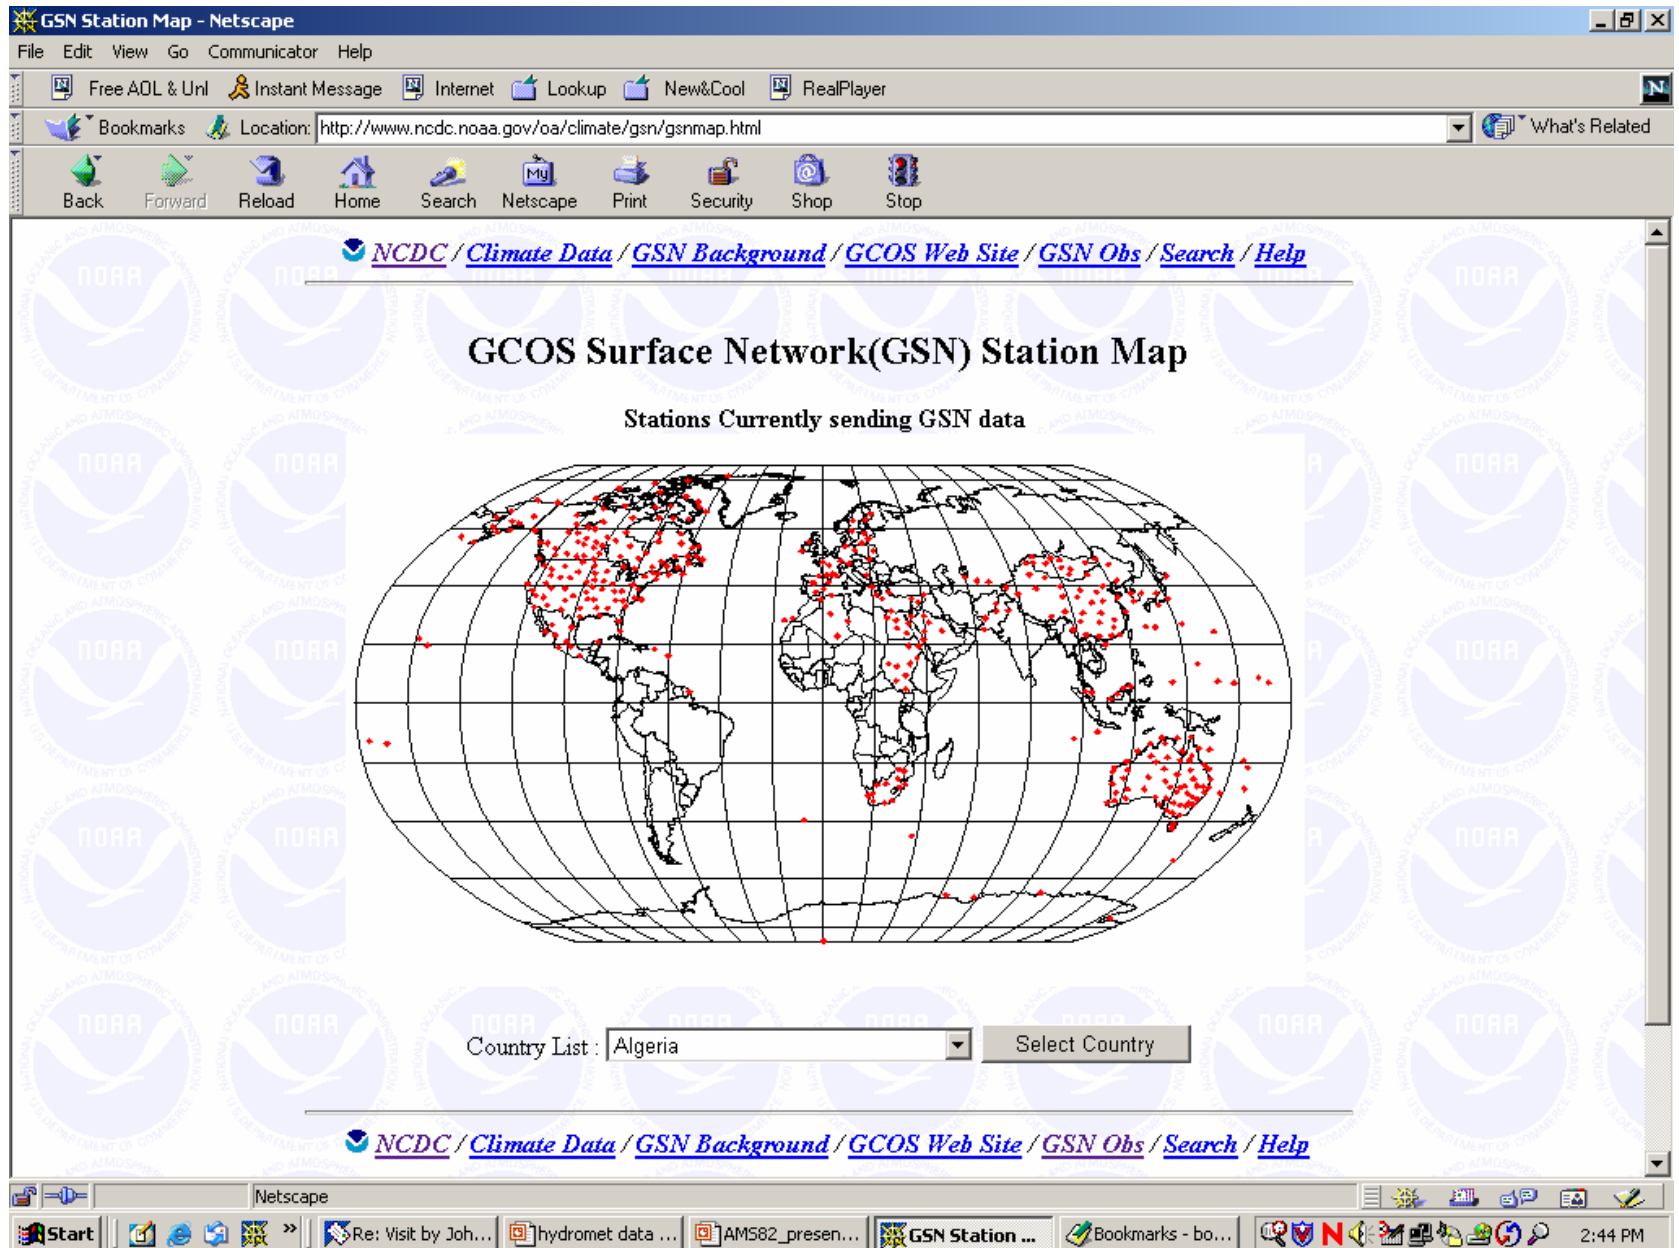 GSN Station Map - Netscape
File Edit View Go Communicator Help
Free AOL & Unl Instant Message Internet Lookup New&Cool RealPlayer
Bookmarks Location: http://www.ncdc.noaa.gov/oa/climate/gsn/gsnmap.html What's Related
Back Forward Reload Home Search Netscape Print Security Shop Stop
NCDC / Climate Data / GSN Background / GCOS Web Site / GSN Obs / Search / Help
GCOS Surface Network(GSN) Station Map
Stations Currently sending GSN data
Country List : Algeria Select Country
NCDC / Climate Data / GSN Background / GCOS Web Site / GSN Obs / Search / Help
Netscape
Start » Re: Visit by Joh... hydromet data ... AMS82_presen... GSN Station ... Bookmarks - bo... 2:44 PM